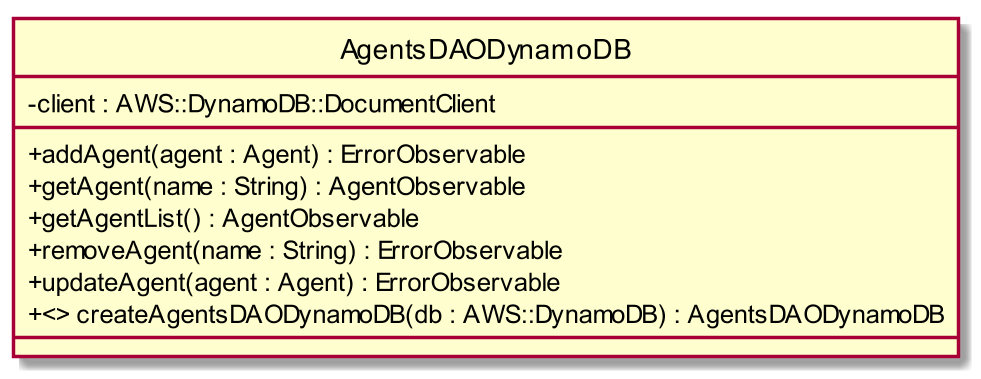 AgentsDAODynamoDB
-client : AWS::DynamoDB::DocumentClient
+addAgent(agent : Agent) : ErrorObservable
+getAgent(name : String) : AgentObservable
+getAgentList() : AgentObservable
+removeAgent(name : String) : ErrorObservable
+updateAgent(agent : Agent) : ErrorObservable
+<> createAgentsDAODynamoDB(db : AWS::DynamoDB) : AgentsDAODynamoDB